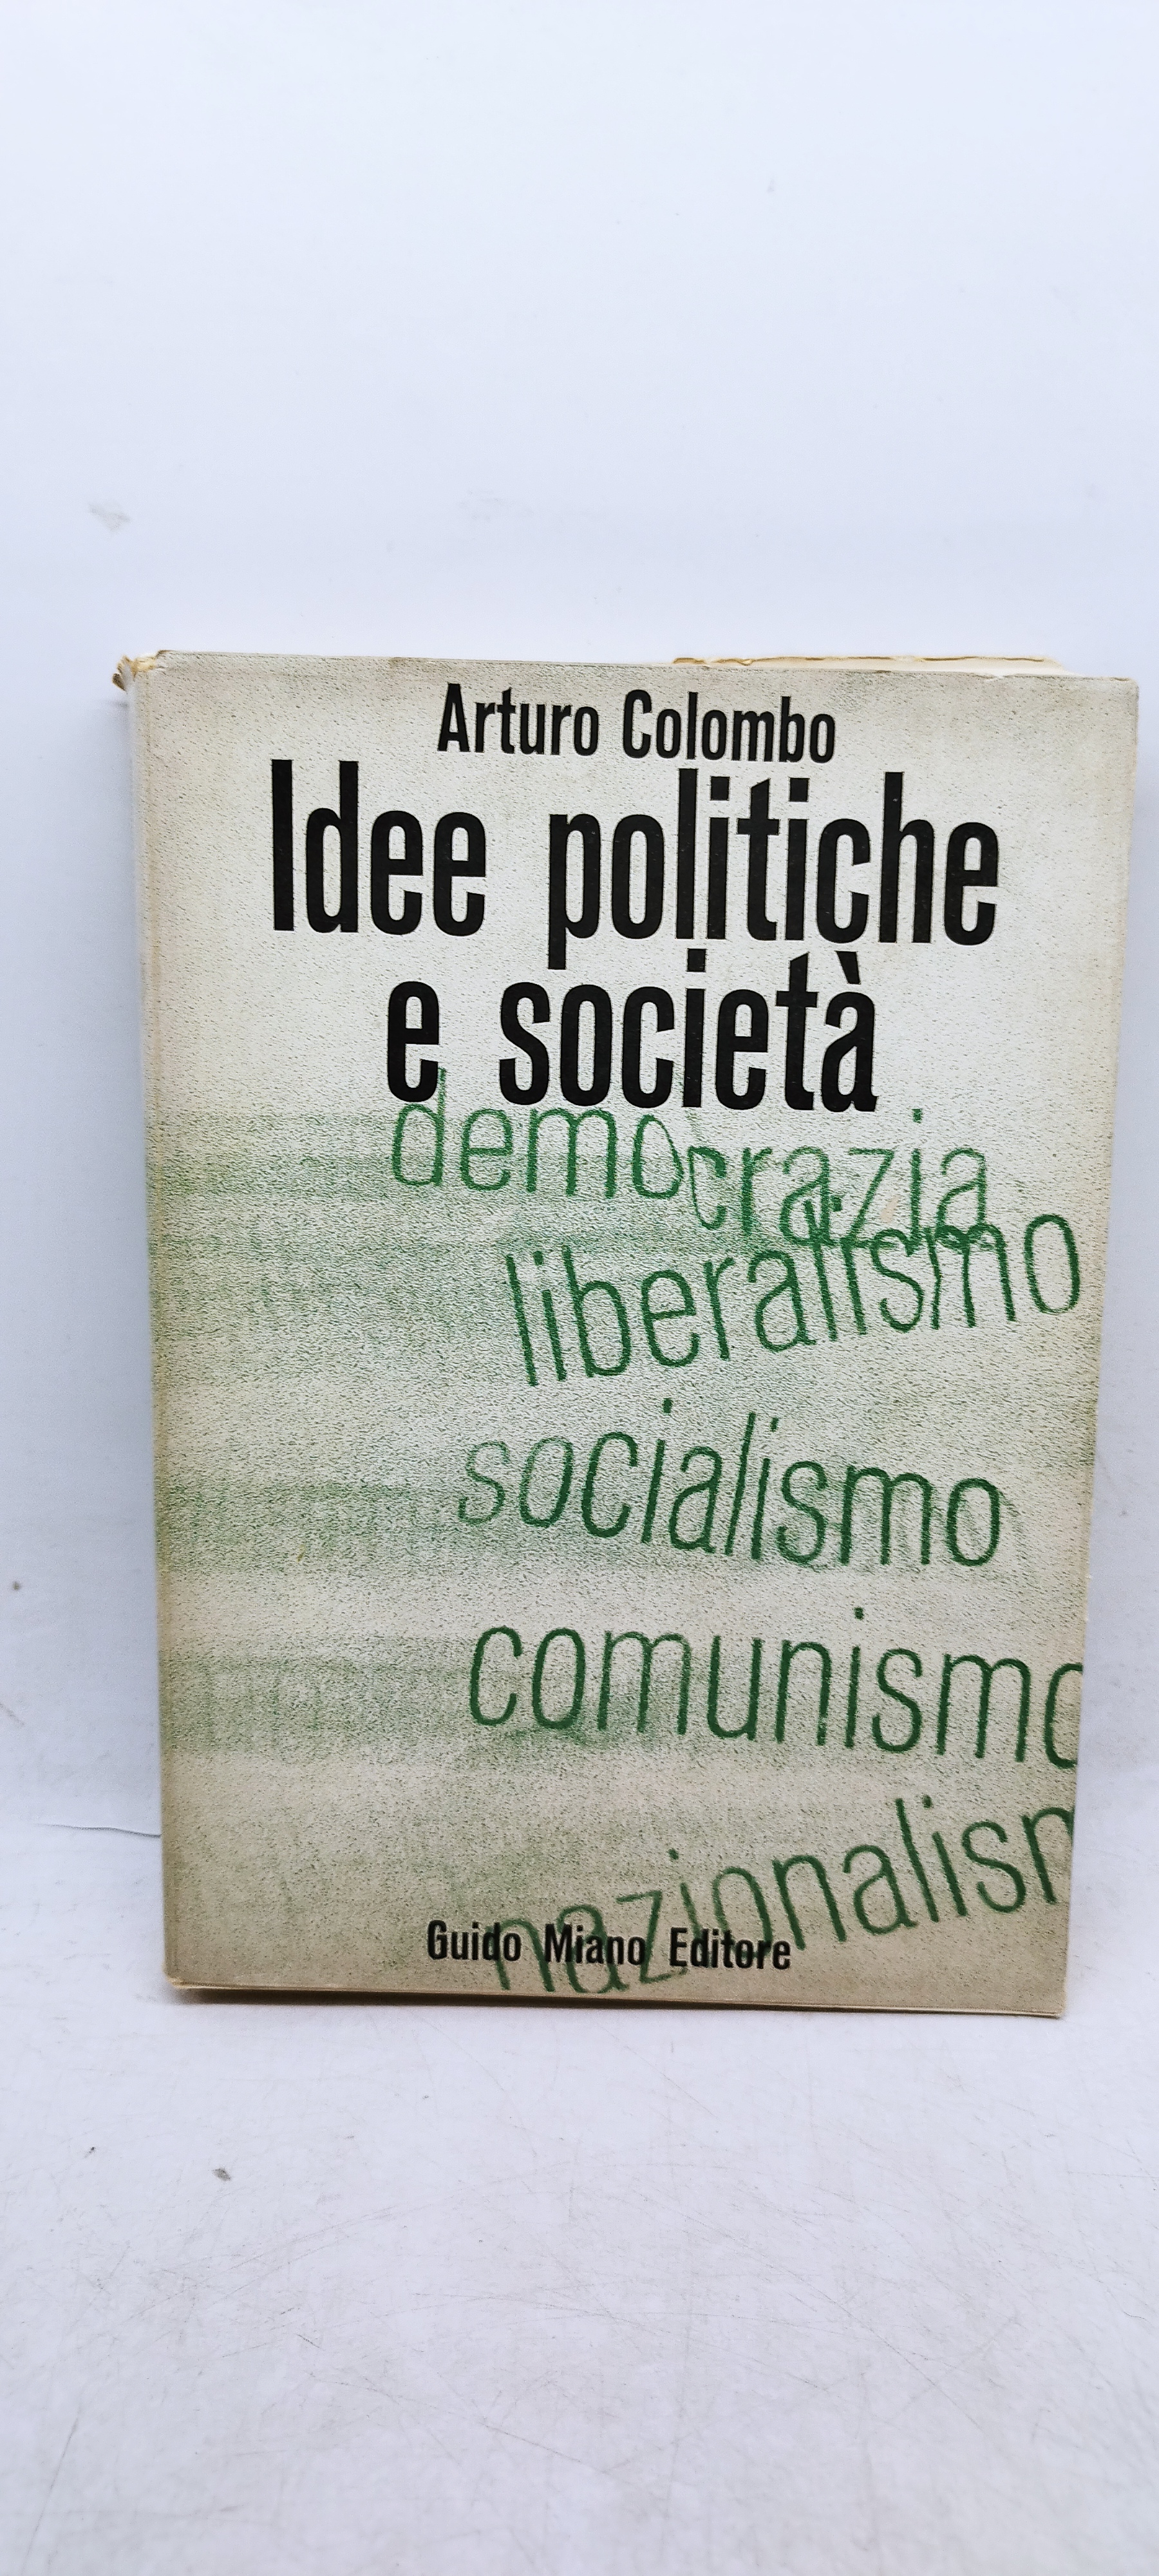 Arturo Colombo
Idee politiche
e società
democrazia
liberalismo
socialismo
comunismo
nazionalism
Guido Miano Editore